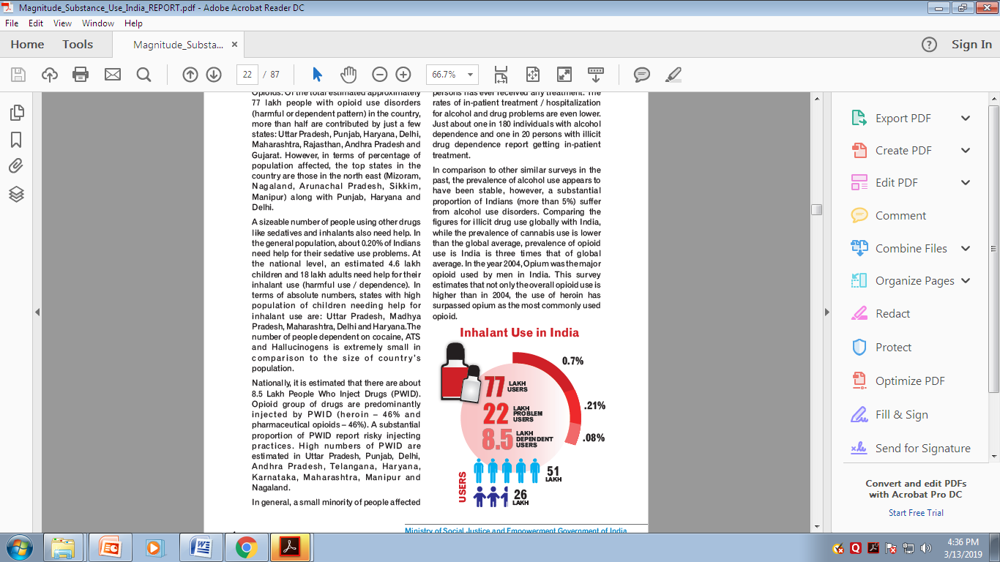 Magnitude_Substance_Use_India_REPORT.pdf - Adobe Acrobat Reader DC
File Edit View Window Help
Home Tools Magnitude_Substa... × ? Sign In
22 / 87 66.7%
Opioids. Of the total estimated approximately
77 lakh people with opioid use disorders
(harmful or dependent pattern) in the country,
more than half are contributed by just a few
states: Uttar Pradesh, Punjab, Haryana, Delhi,
Maharashtra, Rajasthan, Andhra Pradesh and
Gujarat. However, in terms of percentage of
population affected, the top states in the
country are those in the north east (Mizoram,
Nagaland, Arunachal Pradesh, Sikkim,
Manipur) along with Punjab, Haryana and
Delhi.
A sizeable number of people using other drugs
like sedatives and inhalants also need help. In
the general population, about 0.20% of Indians
need help for their sedative use problems. At
the national level, an estimated 4.6 lakh
children and 18 lakh adults need help for their
inhalant use (harmful use / dependence). In
terms of absolute numbers, states with high
population of children needing help for
inhalant use are: Uttar Pradesh, Madhya
Pradesh, Maharashtra, Delhi and Haryana.The
number of people dependent on cocaine, ATS
and Hallucinogens is extremely small in
comparison to the size of country's
population.
Nationally, it is estimated that there are about
8.5 Lakh People Who Inject Drugs (PWID).
Opioid group of drugs are predominantly
injected by PWID (heroin – 46% and
pharmaceutical opioids – 46%). A substantial
proportion of PWID report risky injecting
practices. High numbers of PWID are
estimated in Uttar Pradesh, Punjab, Delhi,
Andhra Pradesh, Telangana, Haryana,
Karnataka, Maharashtra, Manipur and
Nagaland.
In general, a small minority of people affected
persons has ever received any treatment. The
rates of in-patient treatment / hospitalization
for alcohol and drug problems are even lower.
Just about one in 180 individuals with alcohol
dependence and one in 20 persons with illicit
drug dependence report getting in-patient
treatment.
In comparison to other similar surveys in the
past, the prevalence of alcohol use appears to
have been stable, however, a substantial
proportion of Indians (more than 5%) suffer
from alcohol use disorders. Comparing the
figures for illicit drug use globally with India,
while the prevalence of cannabis use is lower
than the global average, prevalence of opioid
use is India is three times that of global
average. In the year 2004, Opium was the major
opioid used by men in India. This survey
estimates that not only the overall opioid use is
higher than in 2004, the use of heroin has
surpassed opium as the most commonly used
opioid.
Inhalant Use in India
0.7%
77 LAKH USERS
.21%
22 LAKH PROBLEM USERS
8.5 LAKH DEPENDENT USERS
.08%
USERS
51 LAKH
26 LAKH
Ministry of Social Justice and Empowerment Government of India
Export PDF
Create PDF
Edit PDF
Comment
Combine Files
Organize Pages
Redact
Protect
Optimize PDF
Fill & Sign
Send for Signature
Convert and edit PDFs
with Acrobat Pro DC
Start Free Trial
4:36 PM
3/13/2019